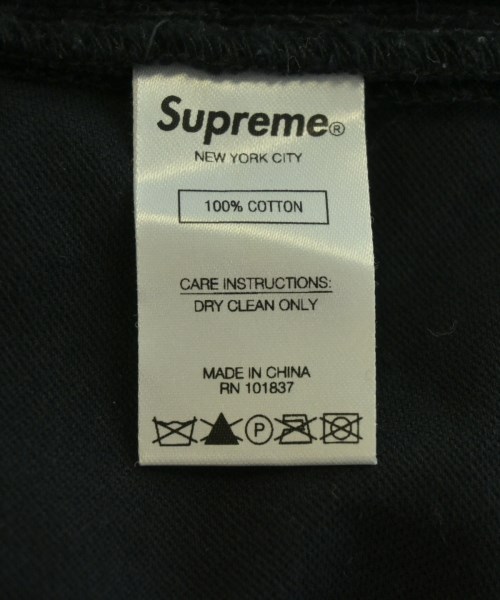 Supreme®
NEW YORK CITY
100% COTTON
CARE INSTRUCTIONS:
DRY CLEAN ONLY
MADE IN CHINA
RN 101837
P